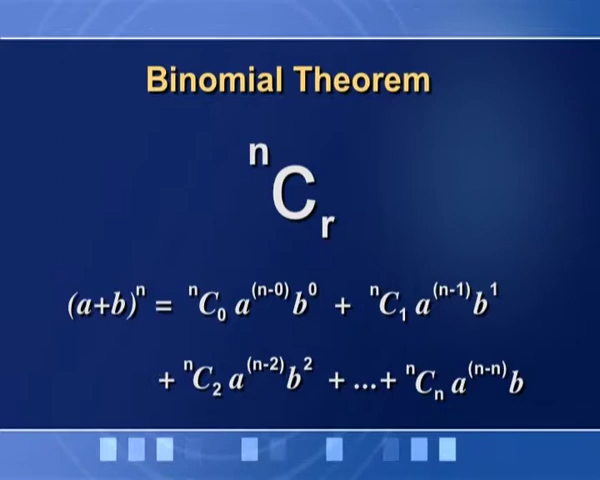 Binomial Theorem
ⁿCᵣ
(a+b)ⁿ = ⁿC₀ a⁽ⁿ⁻⁰⁾b⁰ + ⁿC₁ a⁽ⁿ⁻¹⁾b¹
+ ⁿC₂ a⁽ⁿ⁻²⁾b² + ...+ ⁿCₙ a⁽ⁿ⁻ⁿ⁾b